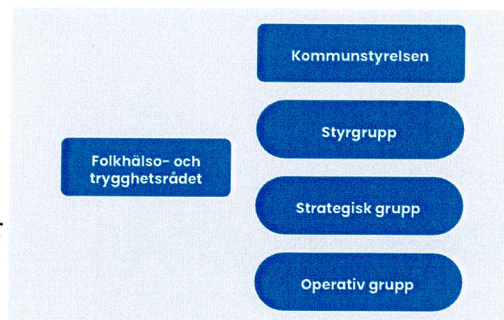 Kommunstyrelsen
Styrgrupp
Folkhälso- och
trygghetsrådet
Strategisk grupp
Operativ grupp